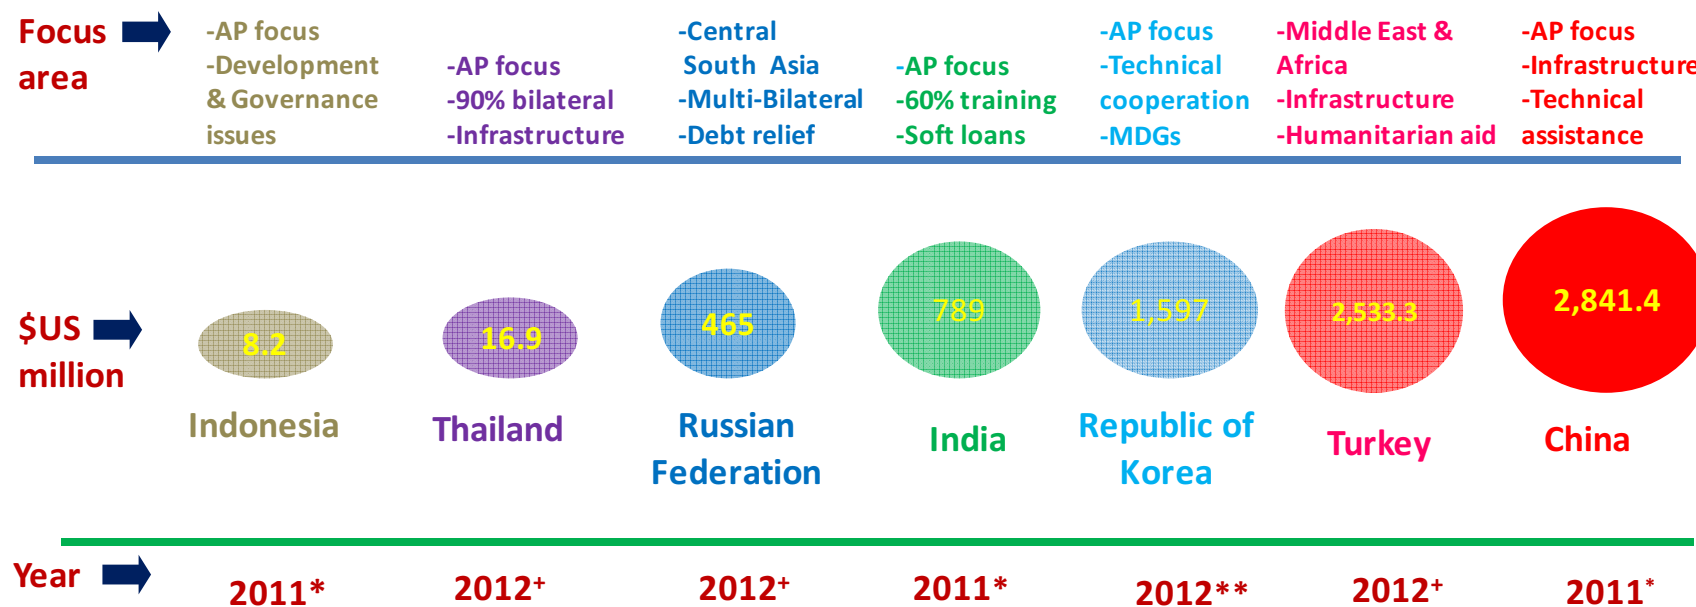 Focus
area
-AP focus
-Development
& Governance
issues
-AP focus
-90% bilateral
-Infrastructure
-Central
South Asia
-Multi-Bilateral
-Debt relief
-AP focus
-60% training
-Soft loans
-AP focus
-Technical
cooperation
-MDGs
-Middle East &
Africa
-Infrastructure
-Humanitarian aid
-AP focus
-Infrastructure
-Technical
assistance
$US
million
8.2
16.9
465
789
1,597
2,533.3
2,841.4
Indonesia
Thailand
Russian
Federation
India
Republic of
Korea
Turkey
China
Year
2011*
2012+
2012+
2011*
2012**
2012+
2011*